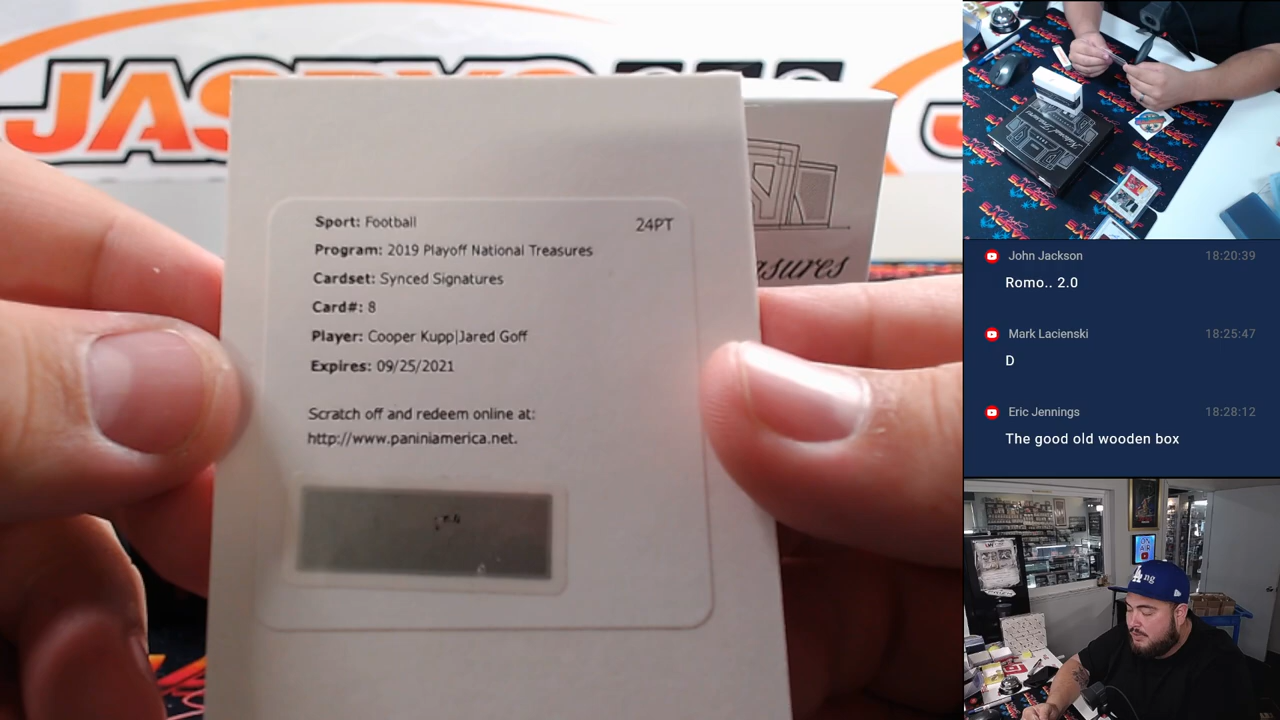 Sport: Football
24PT
Program: 2019 Playoff National Treasures
Cardset: Synced Signatures
Card#: 8
Player: Cooper Kupp|Jared Goff
Expires: 09/25/2021
Scratch off and redeem online at:
http://www.paniniamerica.net.
John Jackson 18:20:39
Romo.. 2.0
Mark Lacienski 18:25:47
D
Eric Jennings 18:28:12
The good old wooden box